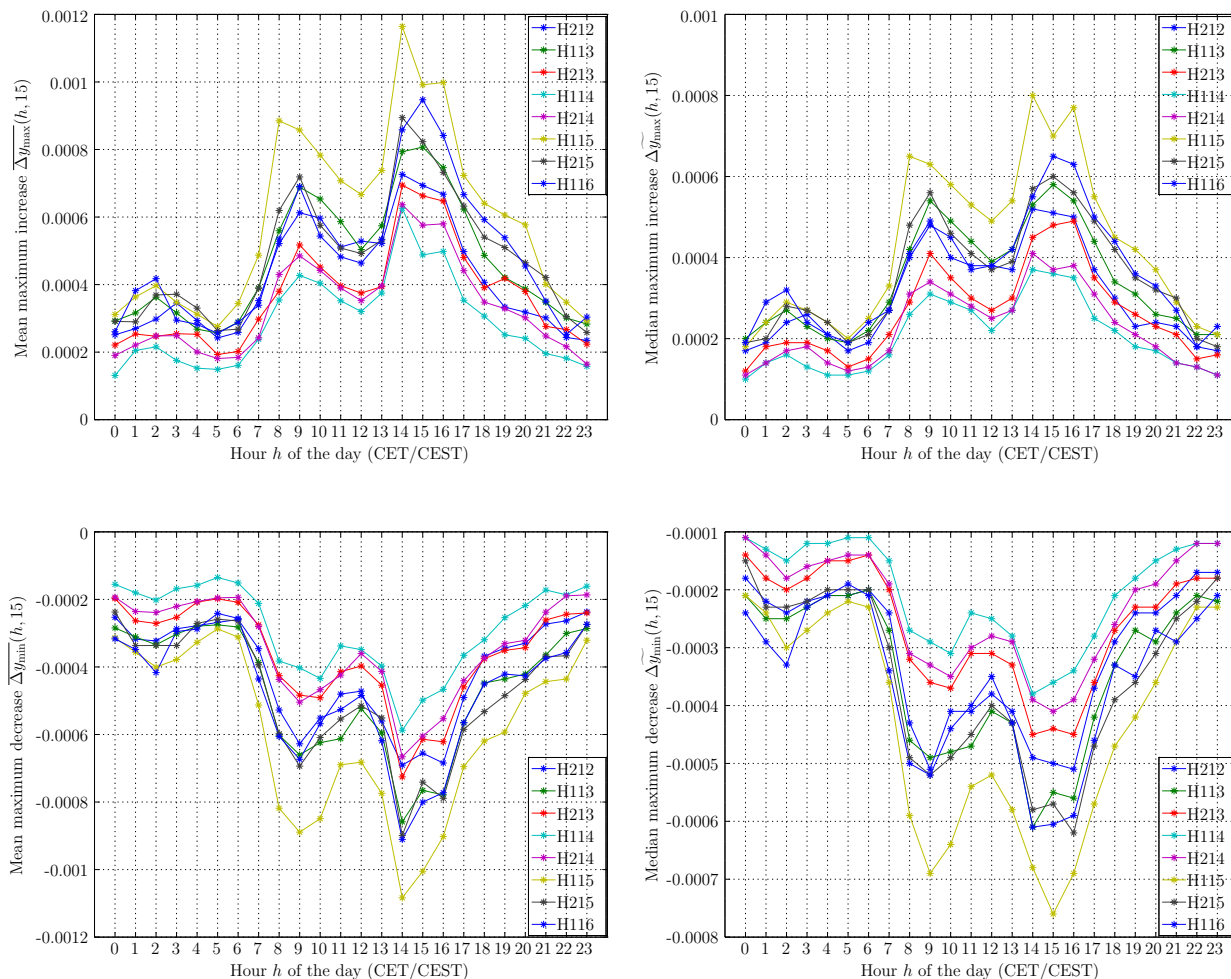 Mean maximum increase Δy_max(h, 15)
0.0012
0.001
0.0008
0.0006
0.0004
0.0002
0
H212
H113
H213
H114
H214
H115
H215
H116
0 1 2 3 4 5 6 7 8 9 10 11 12 13 14 15 16 17 18 19 20 21 22 23
Hour h of the day (CET/CEST)
Median maximum increase Δy_max(h, 15)
0.001
0.0008
0.0006
0.0004
0.0002
0
H212
H113
H213
H114
H214
H115
H215
H116
0 1 2 3 4 5 6 7 8 9 10 11 12 13 14 15 16 17 18 19 20 21 22 23
Hour h of the day (CET/CEST)
Mean maximum decrease Δy_min(h, 15)
0
-0.0002
-0.0004
-0.0006
-0.0008
-0.001
-0.0012
H212
H113
H213
H114
H214
H115
H215
H116
0 1 2 3 4 5 6 7 8 9 10 11 12 13 14 15 16 17 18 19 20 21 22 23
Hour h of the day (CET/CEST)
Median maximum decrease Δy_min(h, 15)
-0.0001
-0.0002
-0.0003
-0.0004
-0.0005
-0.0006
-0.0007
-0.0008
H212
H113
H213
H114
H214
H115
H215
H116
0 1 2 3 4 5 6 7 8 9 10 11 12 13 14 15 16 17 18 19 20 21 22 23
Hour h of the day (CET/CEST)